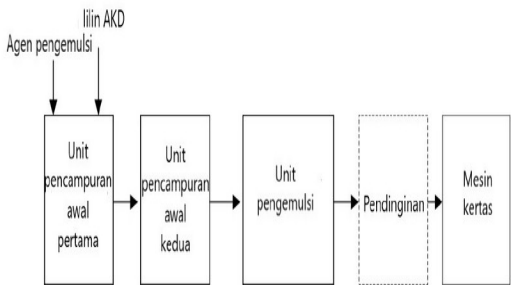 lilin AKD
Agen pengemulsi
Unit
pencampuran
awal
pertama
Unit
pencampuran
awal
kedua
Unit
pengemulsi
Pendinginan
Mesin
kertas